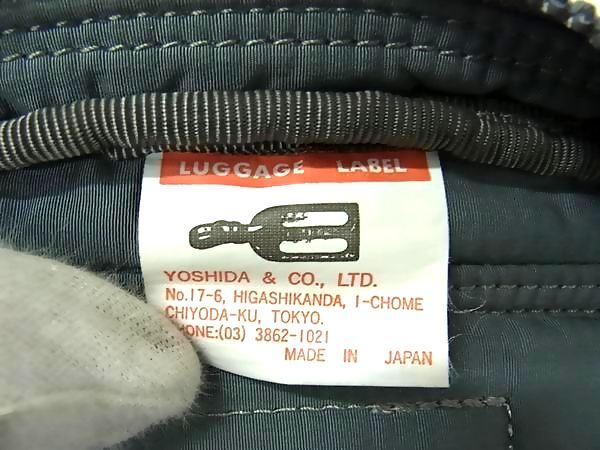 LUGGAGE LABEL
YOSHIDA & CO., LTD.
No.17-6, HIGASHIKANDA, 1-CHOME
CHIYODA-KU, TOKYO.
PHONE:(03) 3862-1021
MADE IN JAPAN